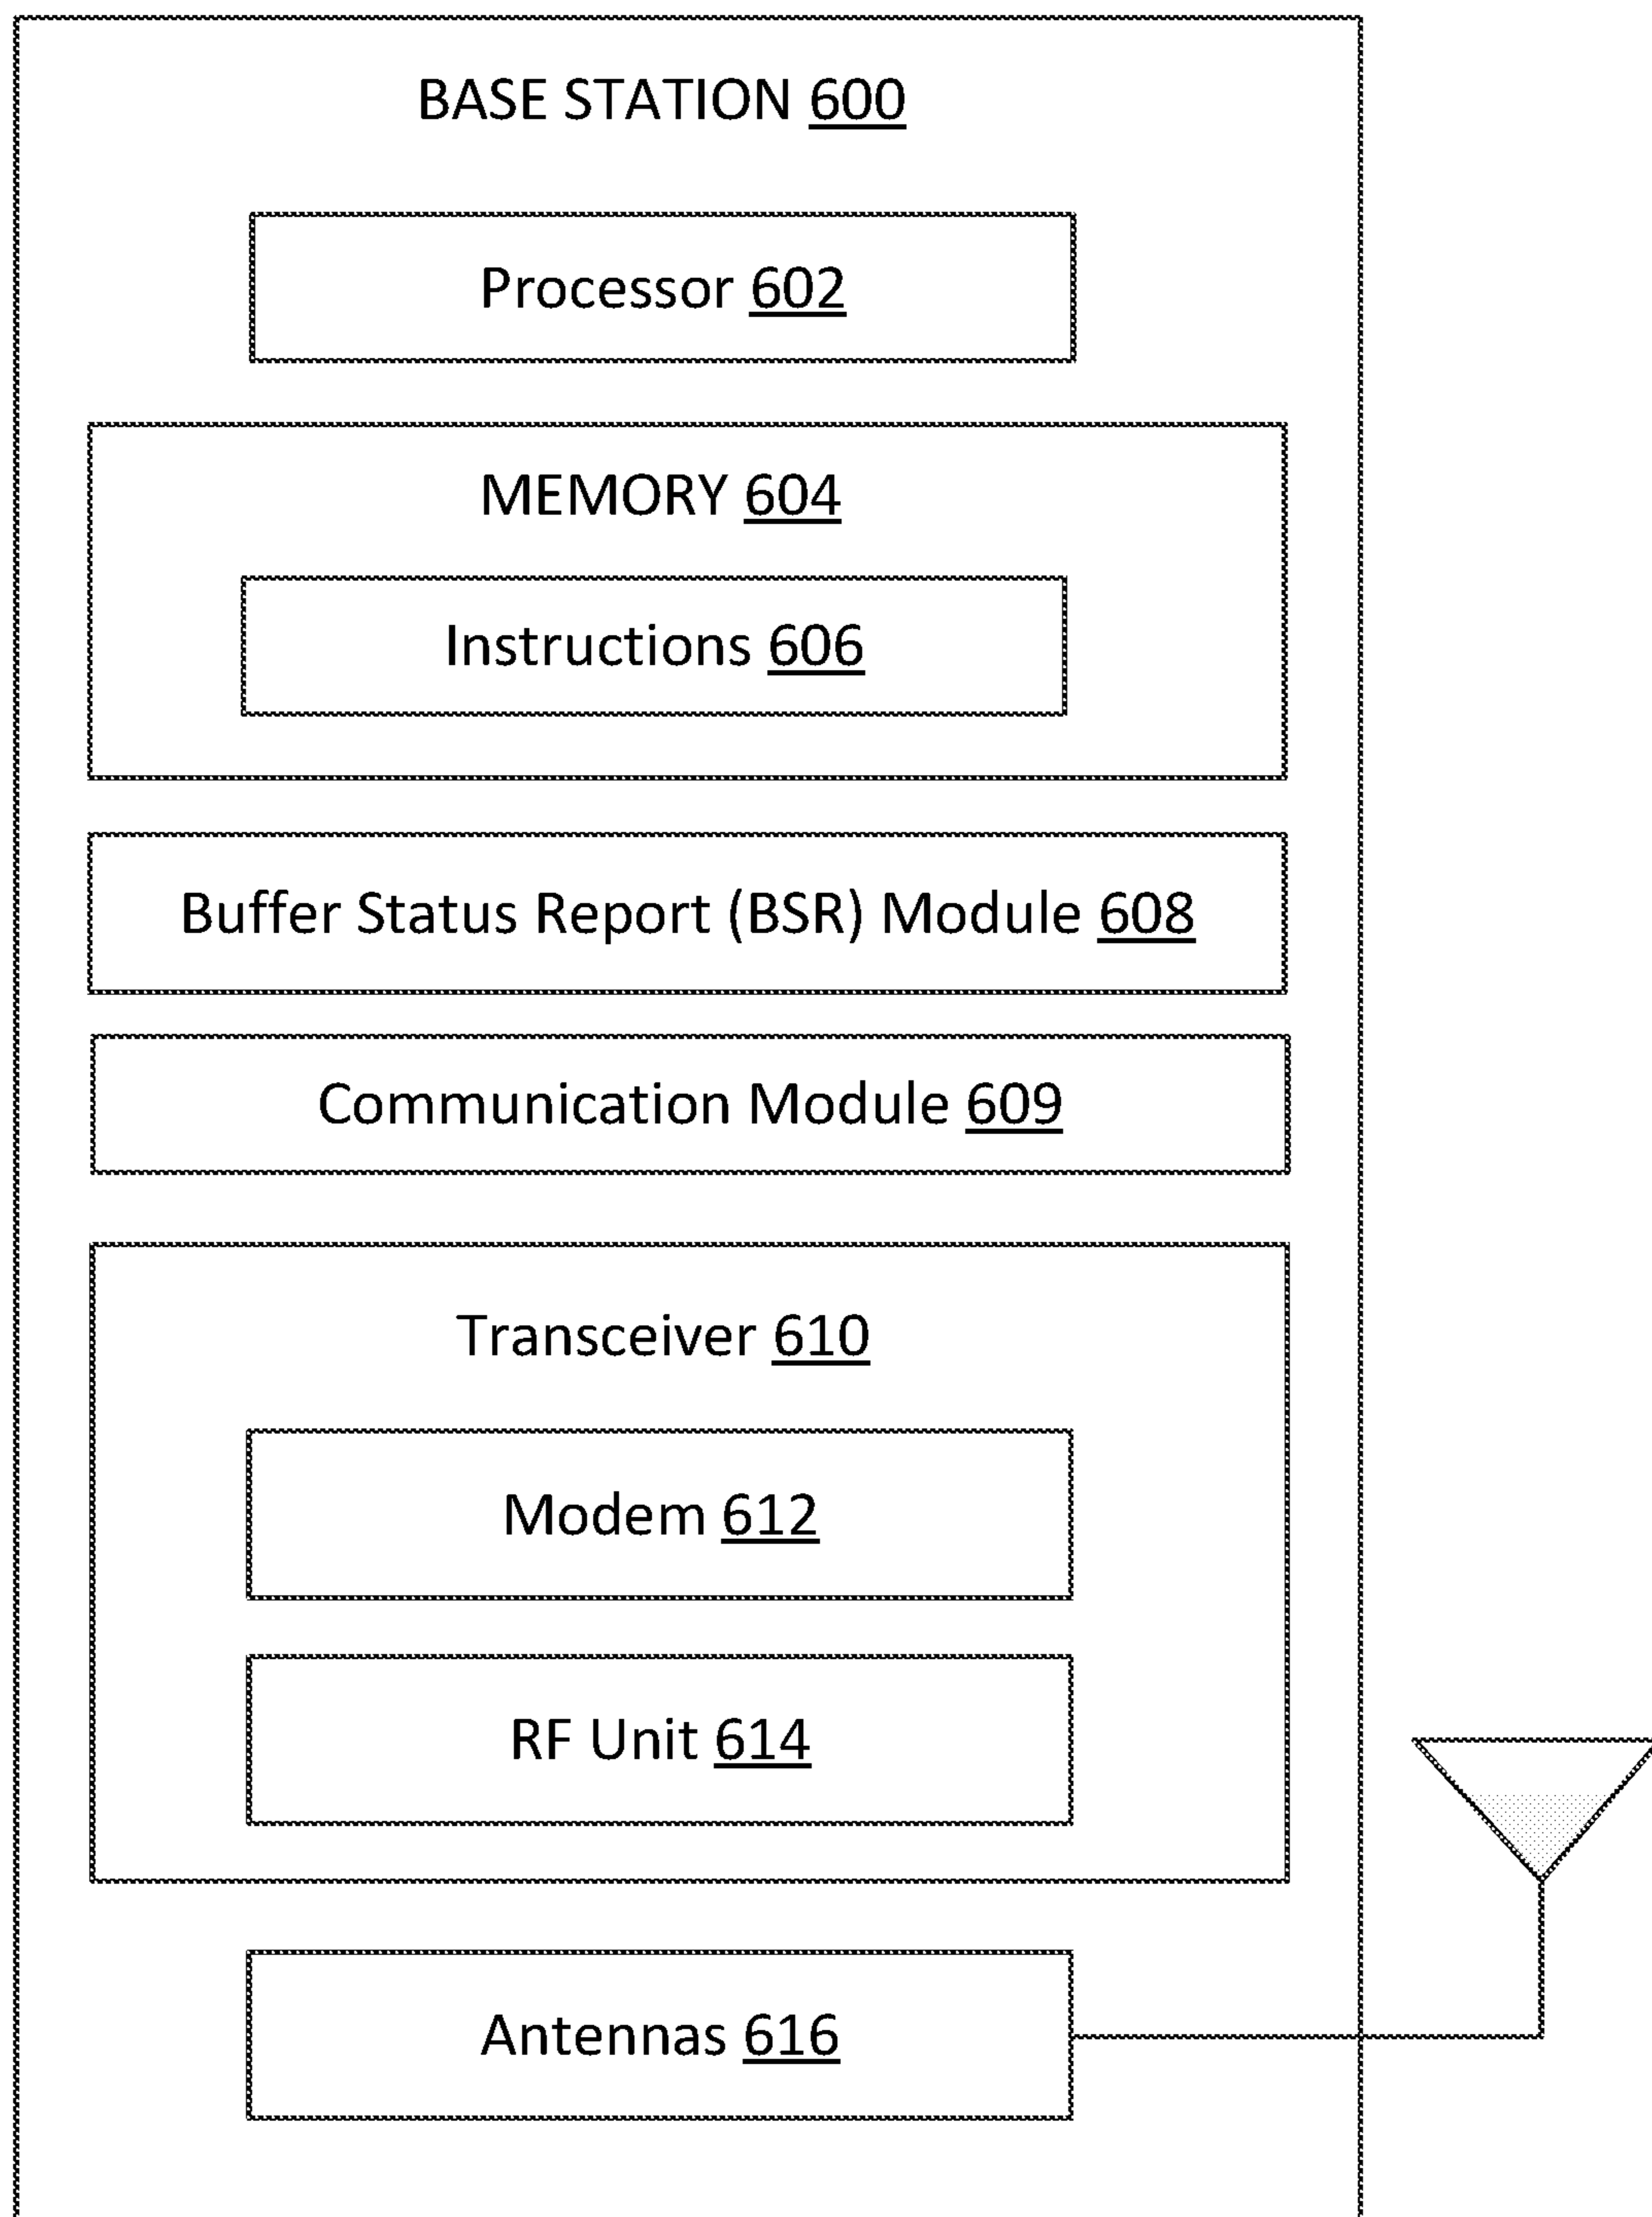 BASE STATION 600
Processor 602
MEMORY 604
Instructions 606
Buffer Status Report (BSR) Module 608
Communication Module 609
Transceiver 610
Modem 612
RF Unit 614
Antennas 616